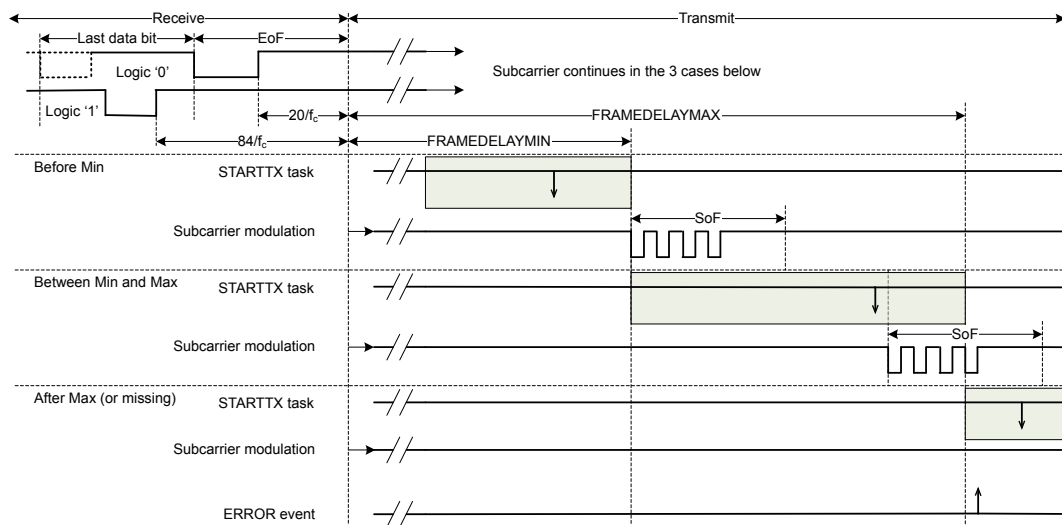 Receive
Transmit
Last data bit
EoF
Logic ‘0’
Subcarrier continues in the 3 cases below
Logic ‘1’
20/fc
FRAMEDELAYMAX
84/fc
FRAMEDELAYMIN
Before Min
STARTTX task
SoF
Subcarrier modulation
Between Min and Max
STARTTX task
SoF
Subcarrier modulation
After Max (or missing)
STARTTX task
Subcarrier modulation
ERROR event